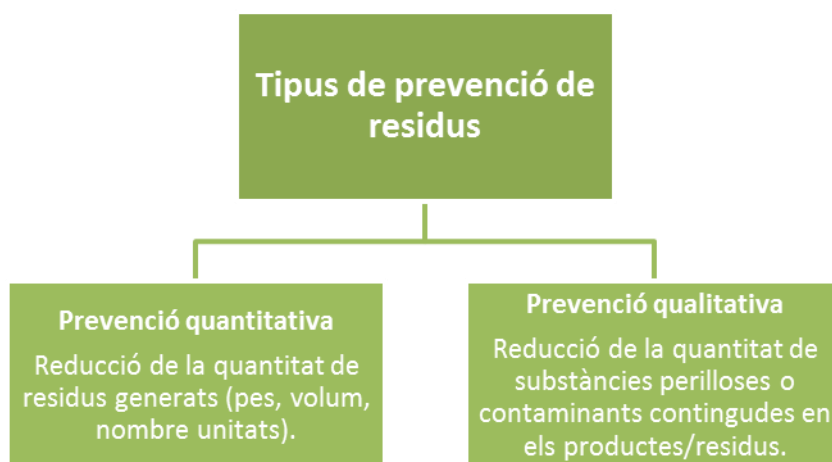 Tipus de prevenció de
residus
Prevenció quantitativa
Reducció de la quantitat de
residus generats (pes, volum,
nombre unitats).
Prevenció qualitativa
Reducció de la quantitat de
substàncies perilloses o
contaminants contingudes en
els productes/residus.